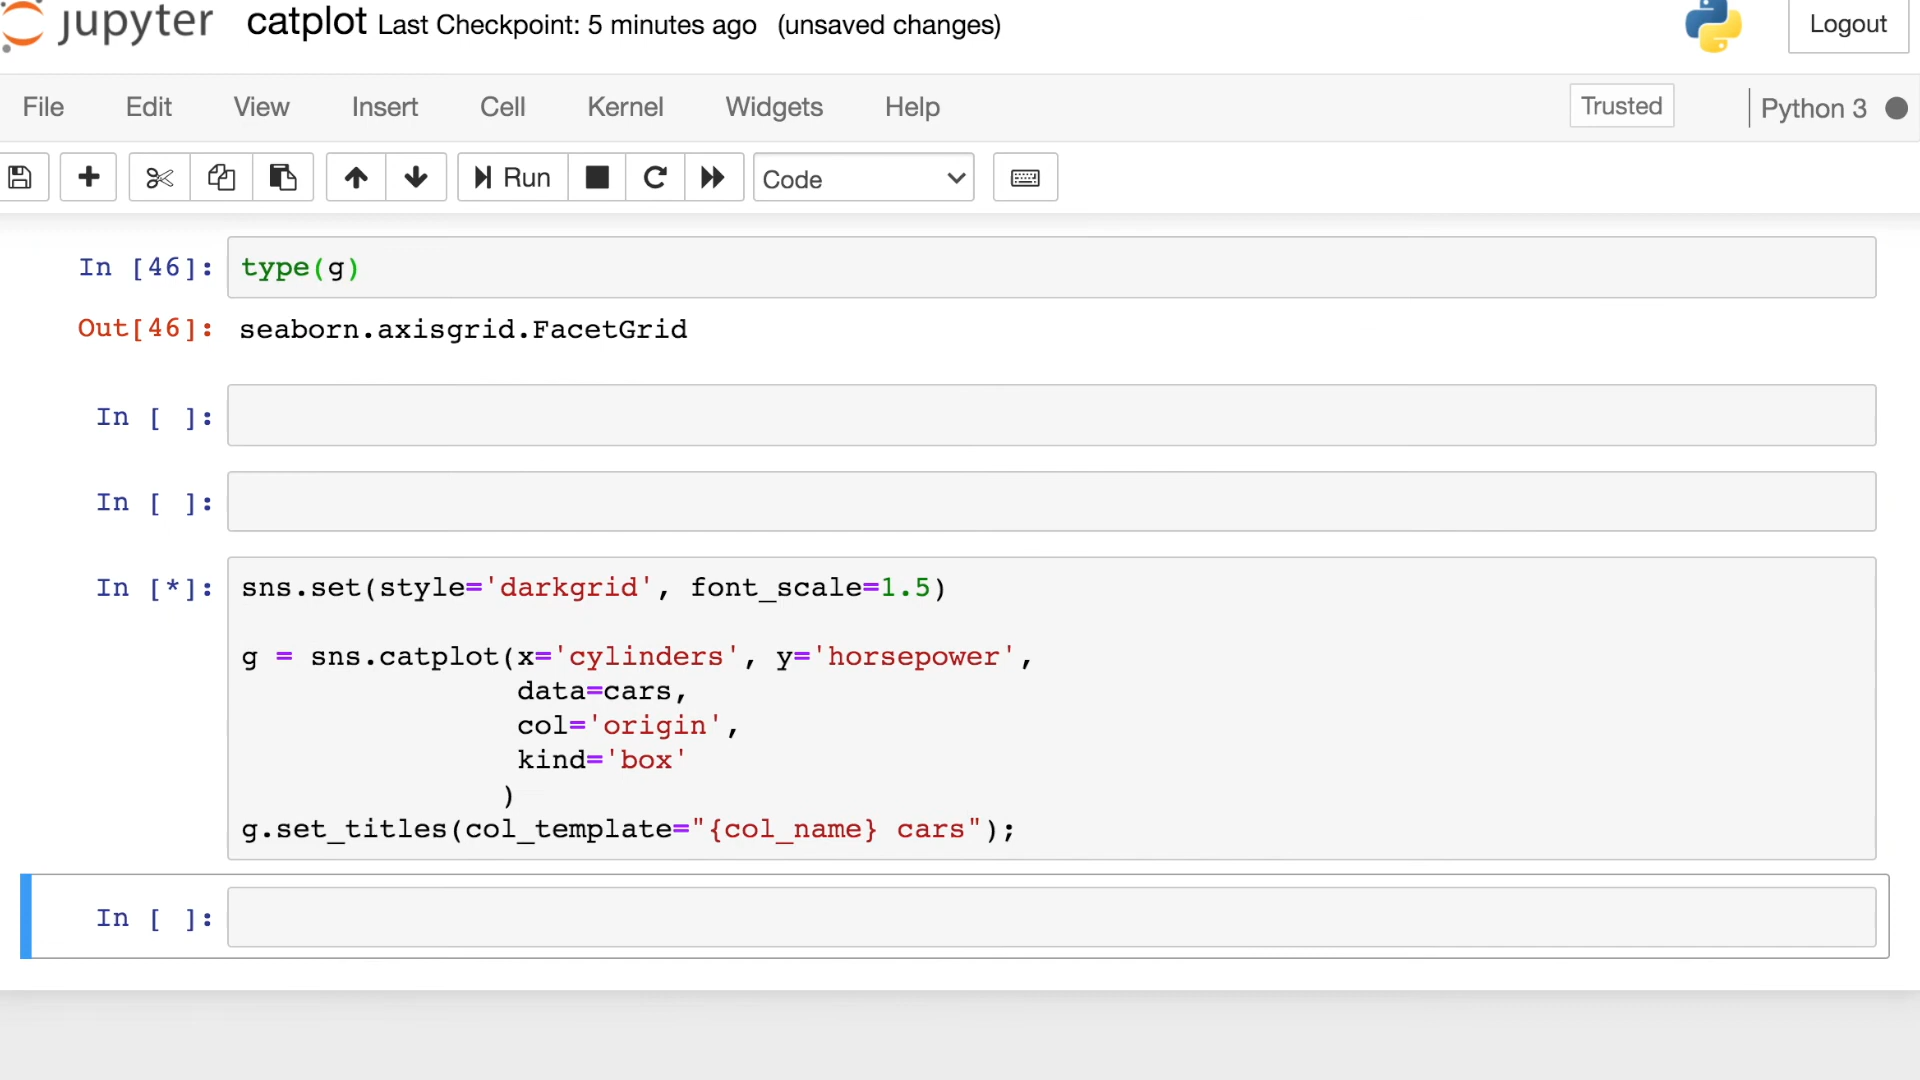 jupyter catplot Last Checkpoint: 5 minutes ago (unsaved changes) Logout
File Edit View Insert Cell Kernel Widgets Help Trusted Python 3
Run Code
In [46]: type(g)
Out[46]: seaborn.axisgrid.FacetGrid
In [ ]:
In [ ]:
In [*]: sns.set(style='darkgrid', font_scale=1.5)
g = sns.catplot(x='cylinders', y='horsepower',
data=cars,
col='origin',
kind='box'
)
g.set_titles(col_template="{col_name} cars");
In [ ]: